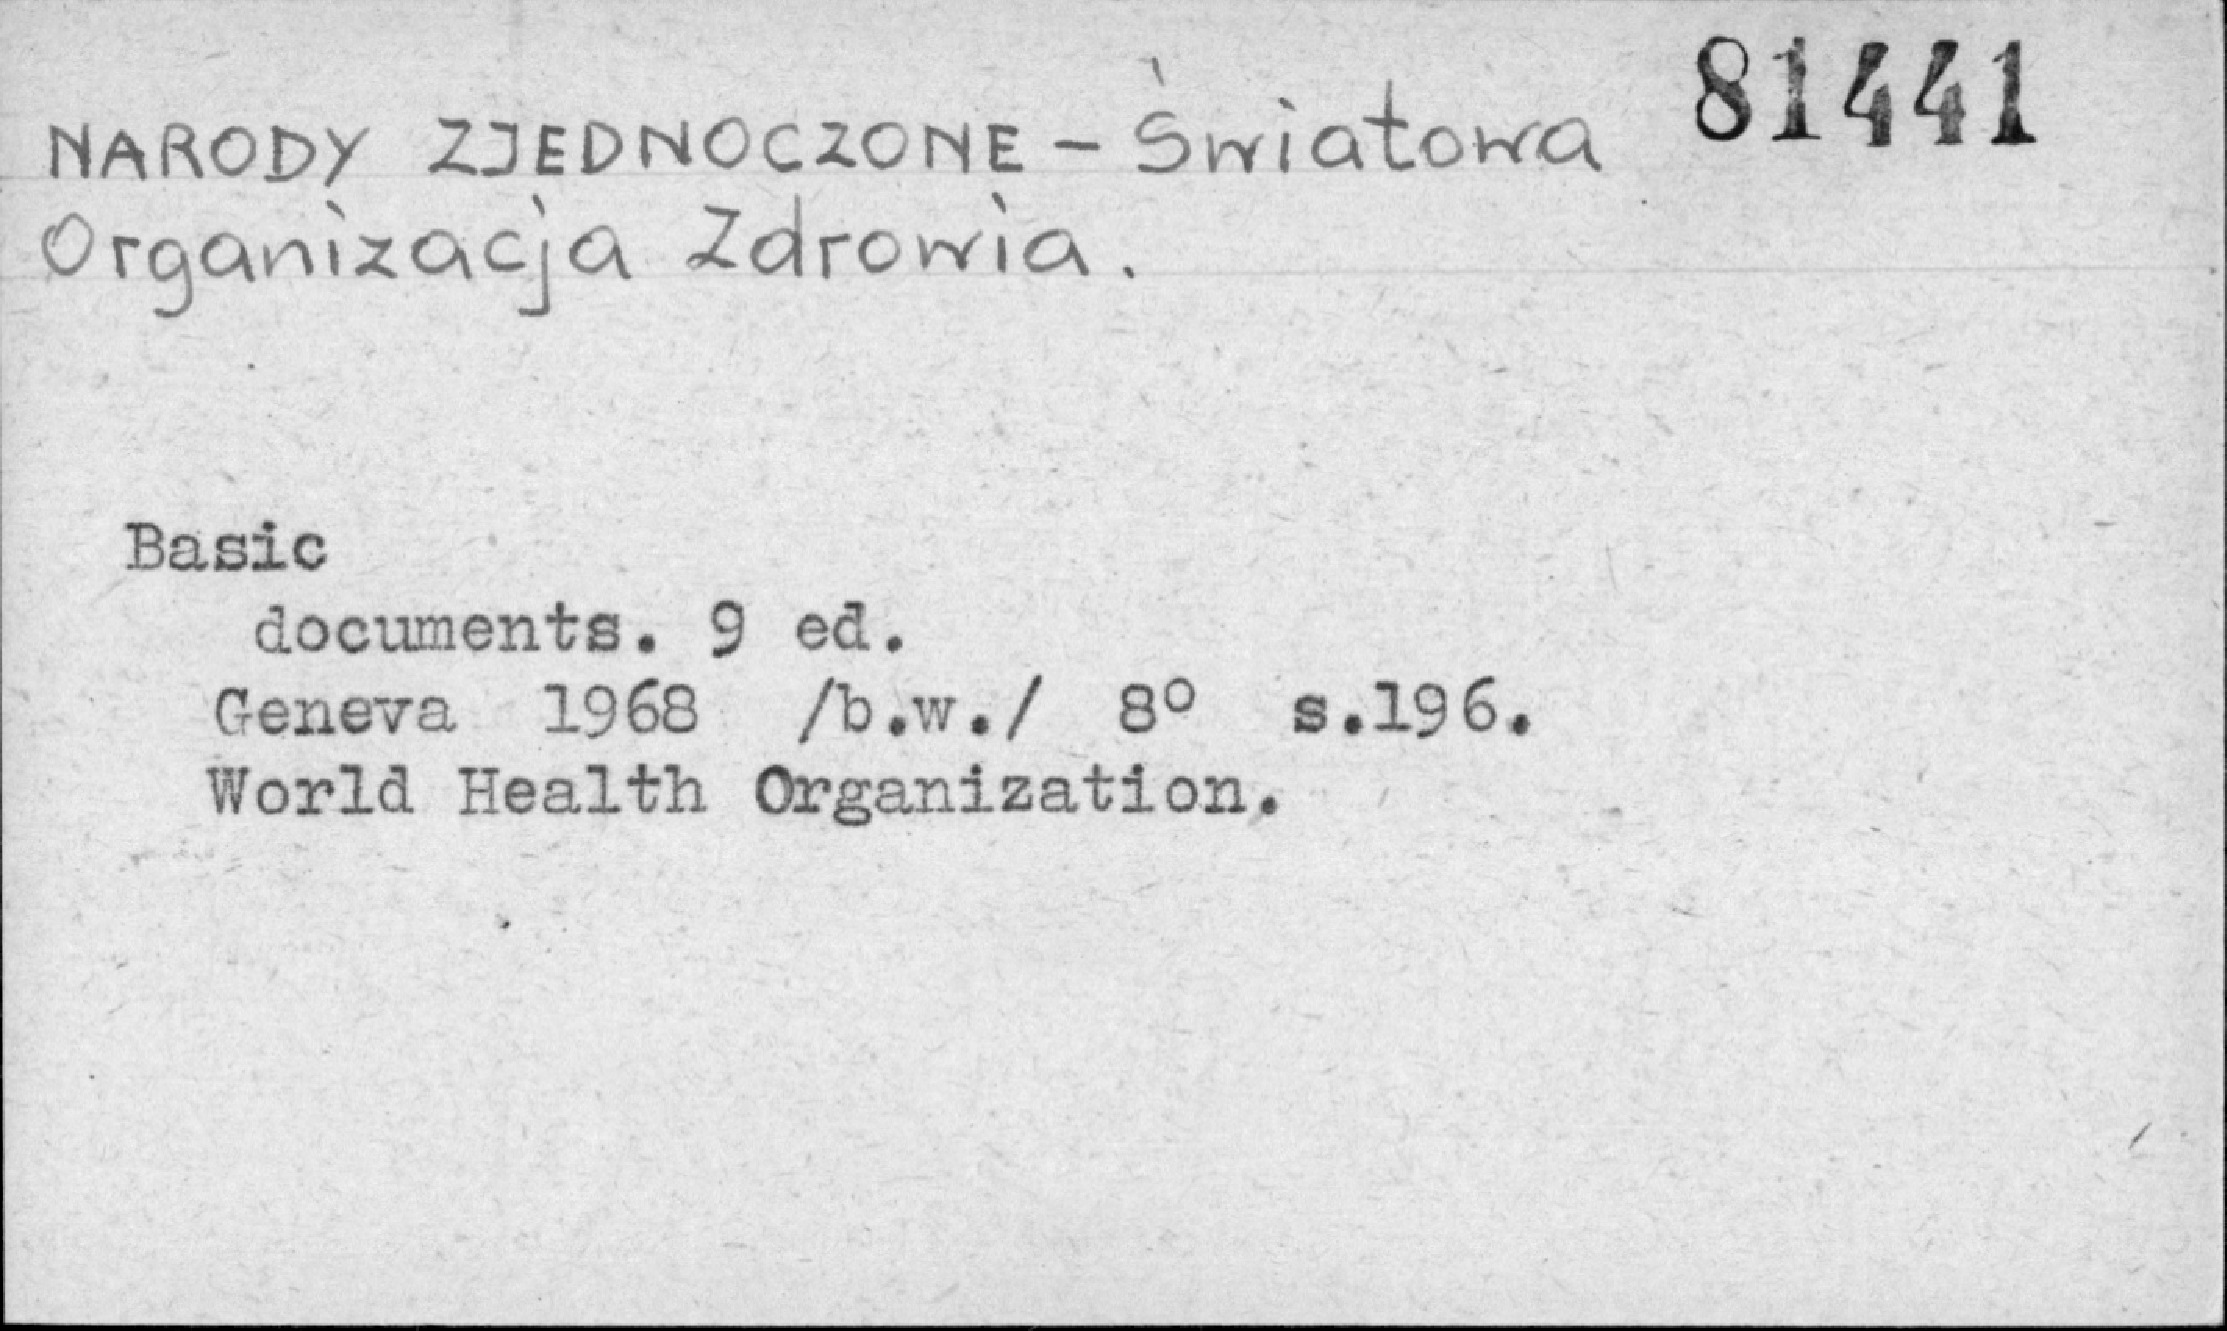 81441
NARODY ZJEDNOCZONE - Światowa
Organizacja Zdrowia.
Basic
documents. 9 ed.
Geneva 1968 /b.w./ 8° s.196.
World Health Organization.